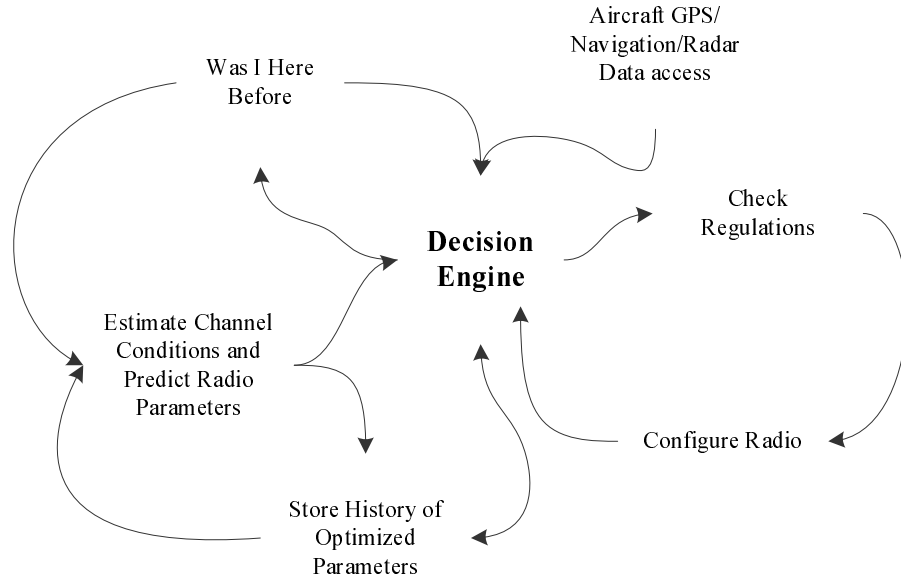 Aircraft GPS/
Navigation/Radar
Data access
Was I Here
Before
Check
Regulations
Decision
Engine
Estimate Channel
Conditions and
Predict Radio
Parameters
Configure Radio
Store History of
Optimized
Parameters